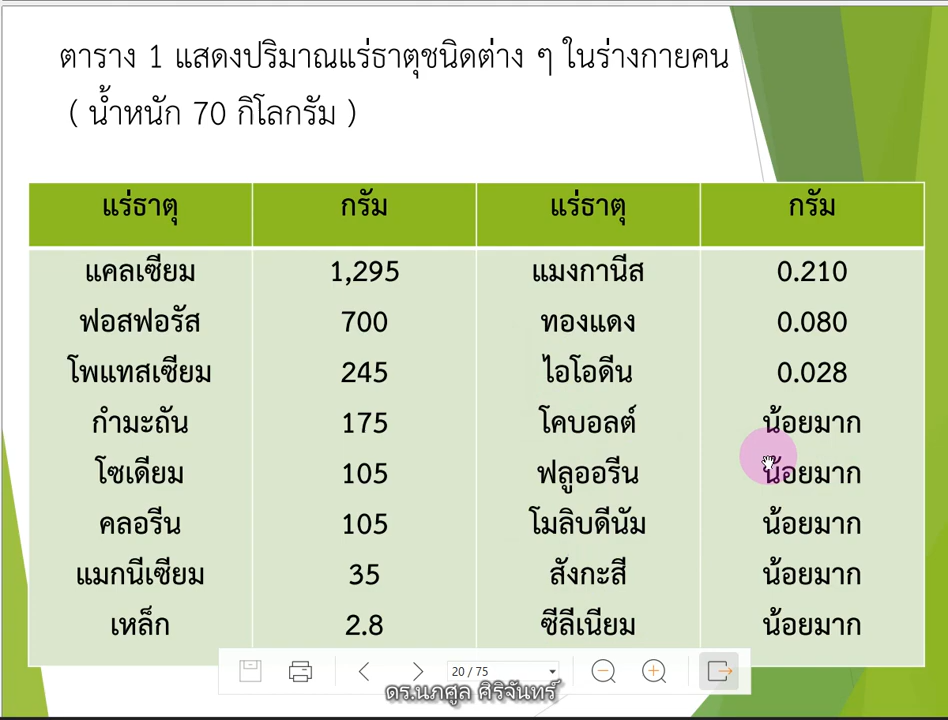 ตาราง 1 แสดงปริมาณแร่ธาตุชนิดต่าง ๆ ในร่างกายคน
( น้ำหนัก 70 กิโลกรัม )
แร่ธาตุ กรัม แร่ธาตุ กรัม
แคลเซียม 1,295 แมงกานีส 0.210
ฟอสฟอรัส 700 ทองแดง 0.080
โพแทสเซียม 245 ไอโอดีน 0.028
กำมะถัน 175 โคบอลต์ น้อยมาก
โซเดียม 105 ฟลูออรีน น้อยมาก
คลอรีน 105 โมลิบดีนัม น้อยมาก
แมกนีเซียม 35 สังกะสี น้อยมาก
เหล็ก 2.8 ซีลีเนียม น้อยมาก
20 / 75
ดร.นภศูล ศิริจันทร์